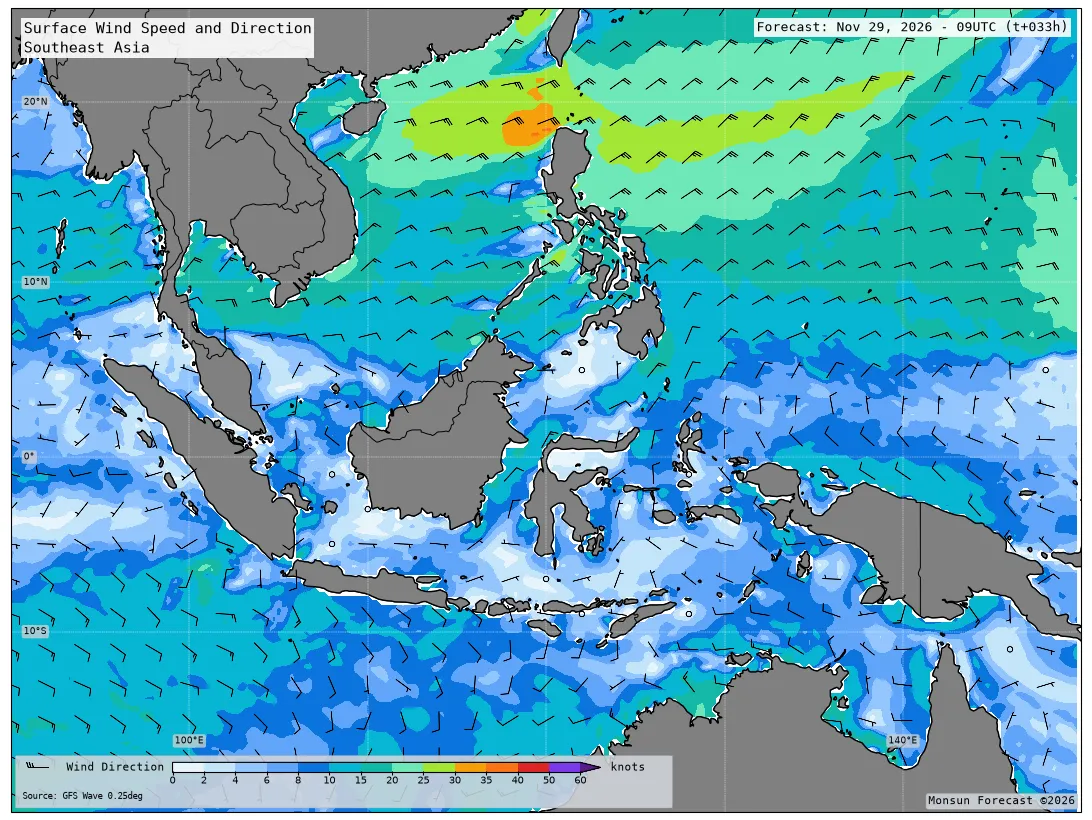 Surface Wind Speed and Direction
Southeast Asia
Forecast: Nov 29, 2026 - 09UTC (t+033h)
20°N
10°N
0°
10°S
100°E
140°E
Wind Direction
0 2 4 6 8 10 15 20 25 30 35 40 50 60
knots
Source: GFS Wave 0.25deg
Monsun Forecast ©2026